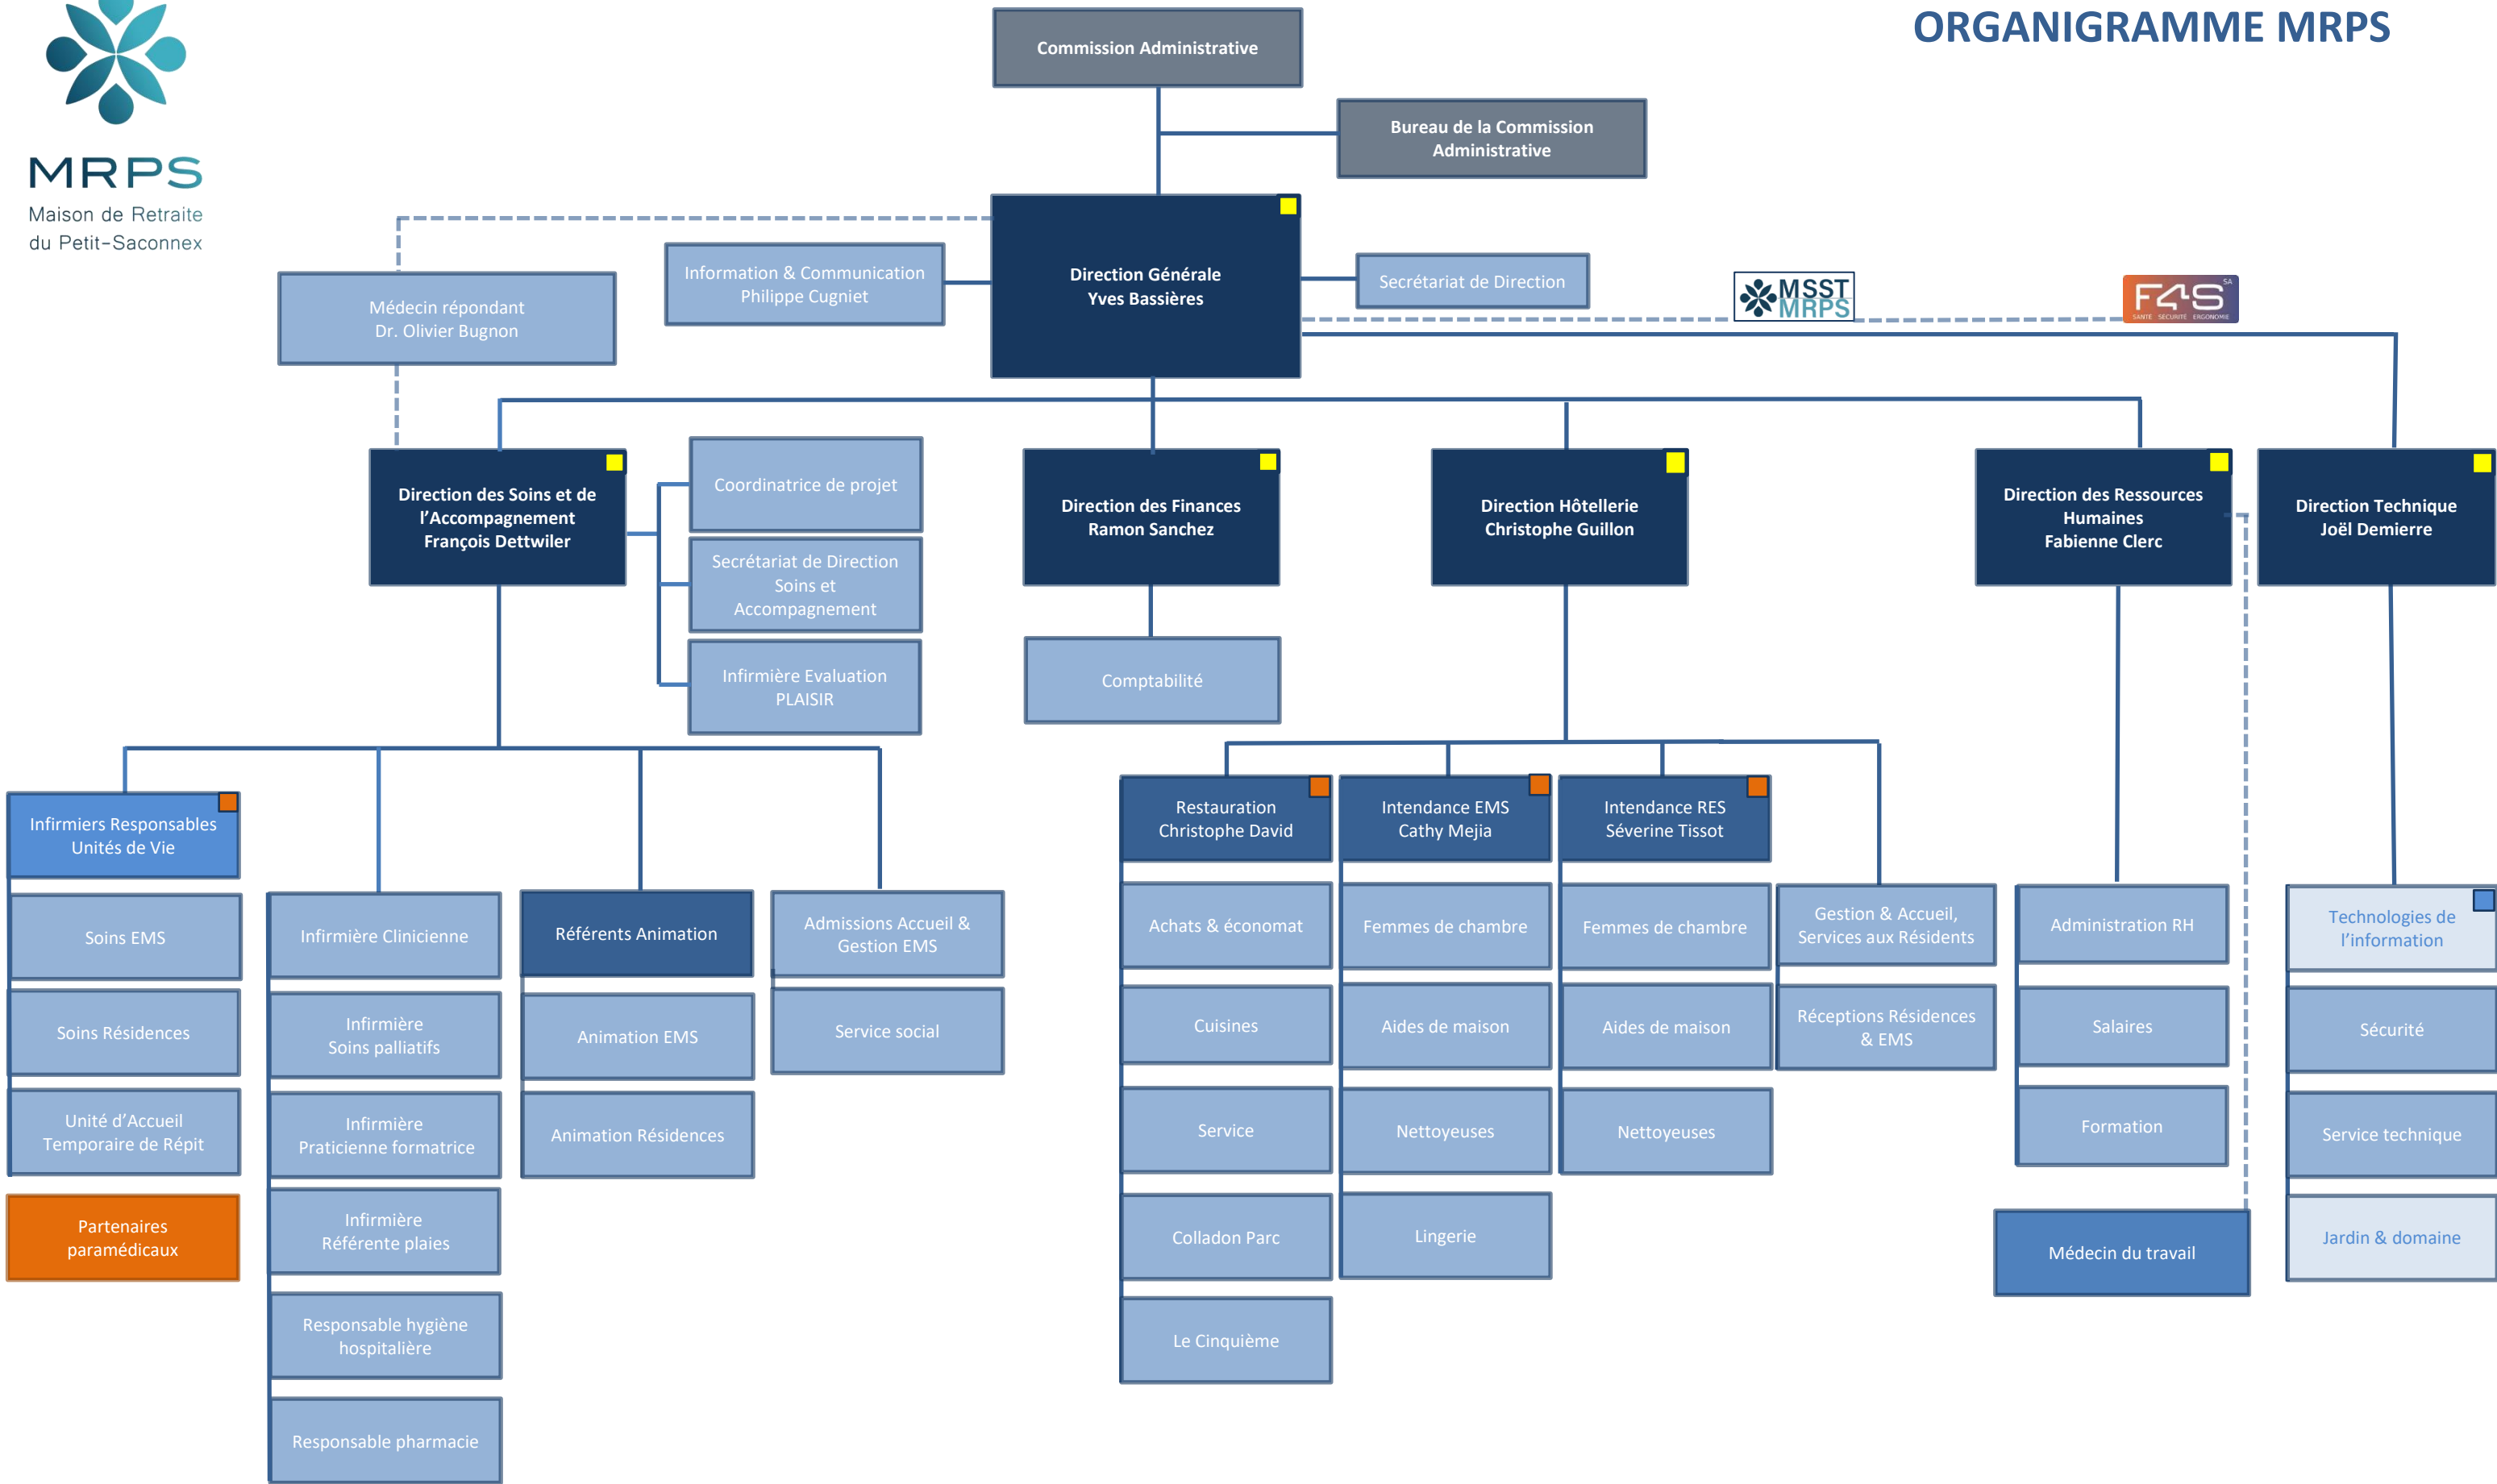 ORGANIGRAMME MRPS
MRPS
Maison de Retraite
du Petit-Saconnex
Commission Administrative
Bureau de la Commission
Administrative
Direction Générale
Yves Bassières
Information & Communication
Philippe Cugniet
Secrétariat de Direction
Médecin répondant
Dr. Olivier Bugnon
MSST
MRPS
F4S SA
SANTÉ SÉCURITÉ ERGONOMIE
Direction des Soins et de
l’Accompagnement
François Dettwiler
Coordinatrice de projet
Secrétariat de Direction
Soins et
Accompagnement
Infirmière Evaluation
PLAISIR
Direction des Finances
Ramon Sanchez
Comptabilité
Direction Hôtellerie
Christophe Guillon
Direction des Ressources
Humaines
Fabienne Clerc
Direction Technique
Joël Demierre
Infirmiers Responsables
Unités de Vie
Soins EMS
Soins Résidences
Unité d’Accueil
Temporaire de Répit
Partenaires
paramédicaux
Infirmière Clinicienne
Infirmière
Soins palliatifs
Infirmière
Praticienne formatrice
Infirmière
Référente plaies
Responsable hygiène
hospitalière
Responsable pharmacie
Référents Animation
Animation EMS
Animation Résidences
Admissions Accueil &
Gestion EMS
Service social
Restauration
Christophe David
Achats & économat
Cuisines
Service
Colladon Parc
Le Cinquième
Intendance EMS
Cathy Mejia
Femmes de chambre
Aides de maison
Nettoyeuses
Lingerie
Intendance RES
Séverine Tissot
Femmes de chambre
Aides de maison
Nettoyeuses
Gestion & Accueil,
Services aux Résidents
Réceptions Résidences
& EMS
Administration RH
Salaires
Formation
Médecin du travail
Technologies de
l’information
Sécurité
Service technique
Jardin & domaine